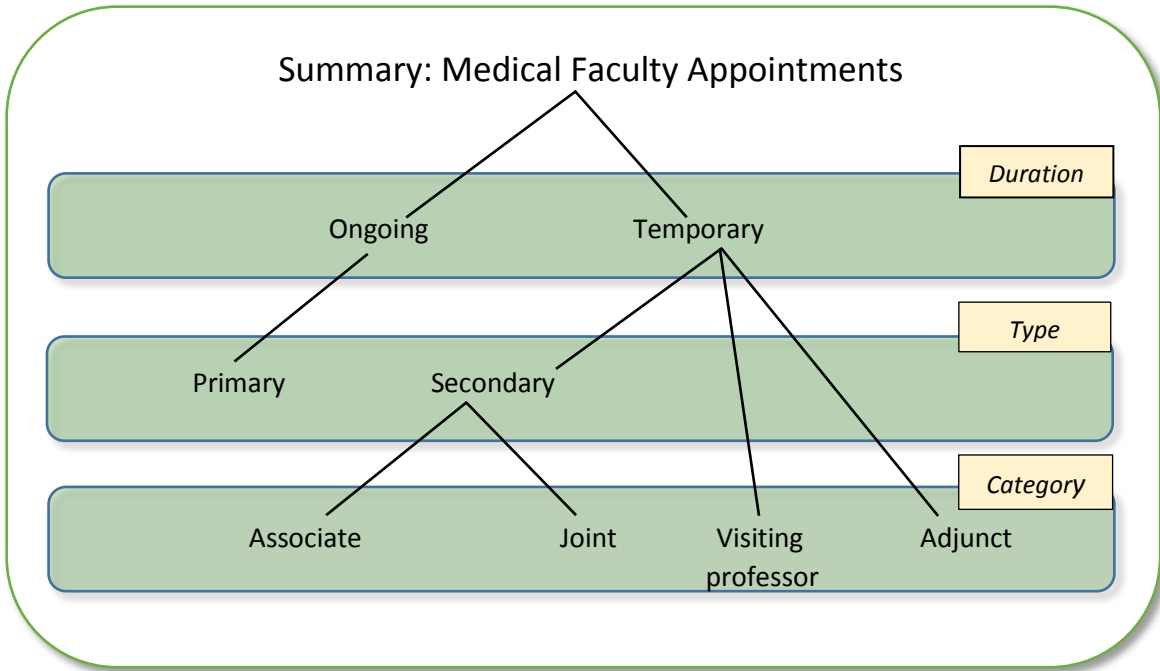 Summary: Medical Faculty Appointments
Duration
Ongoing
Temporary
Type
Primary
Secondary
Category
Associate
Joint
Visiting
professor
Adjunct